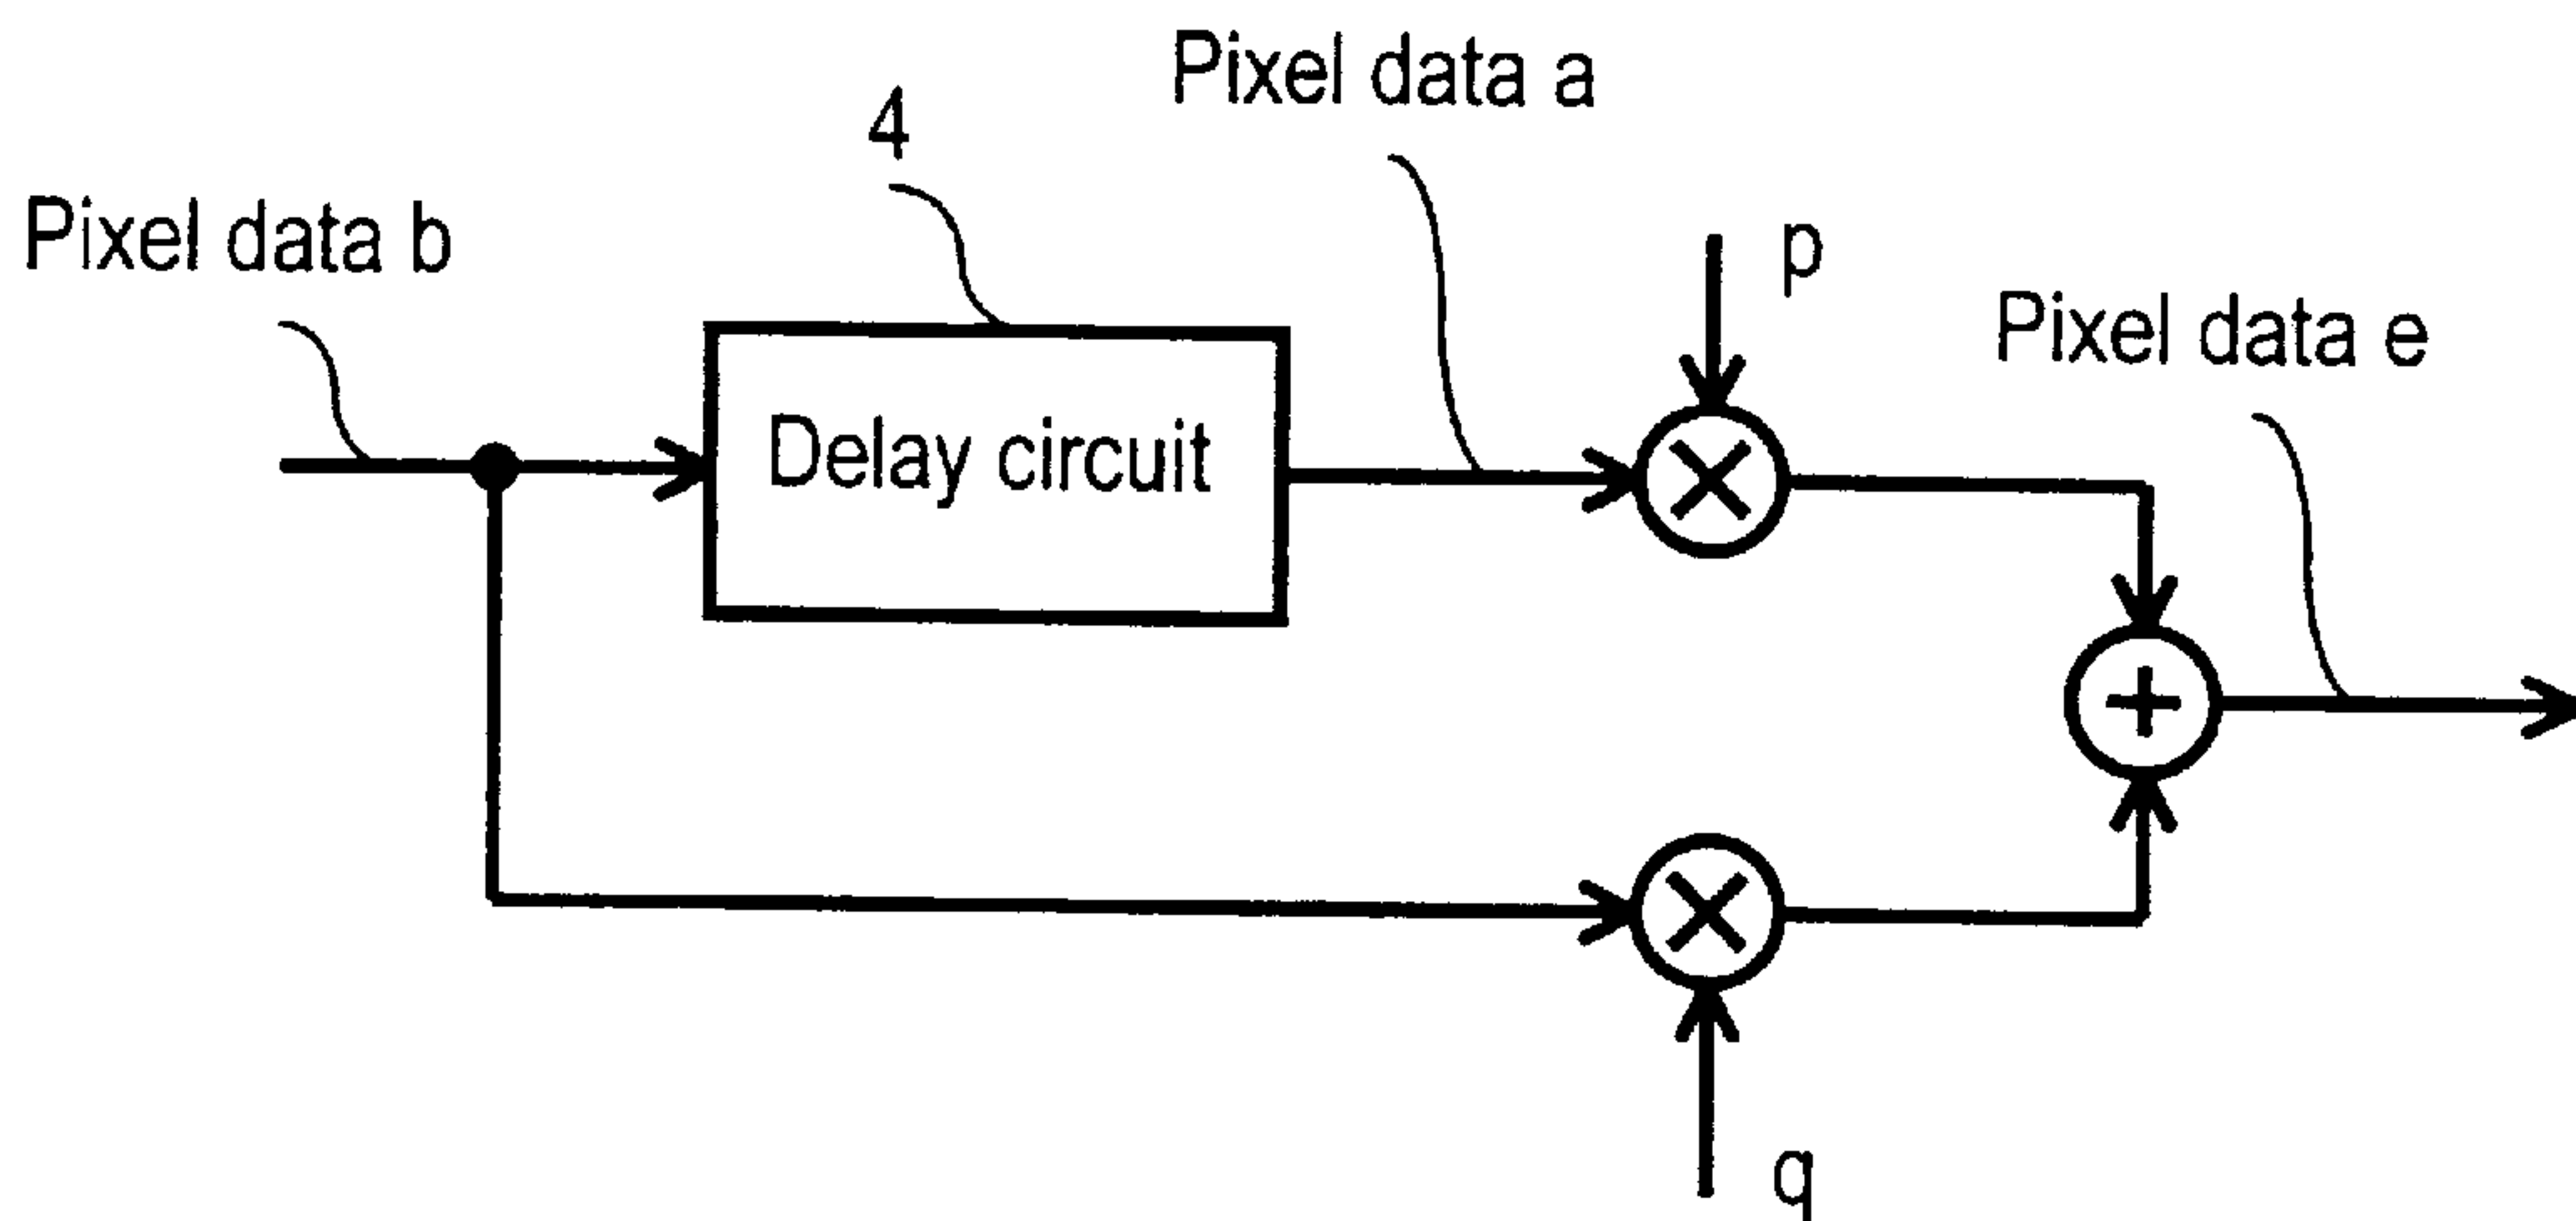 Pixel data a
4
Pixel data b
p
Pixel data e
Delay circuit
q